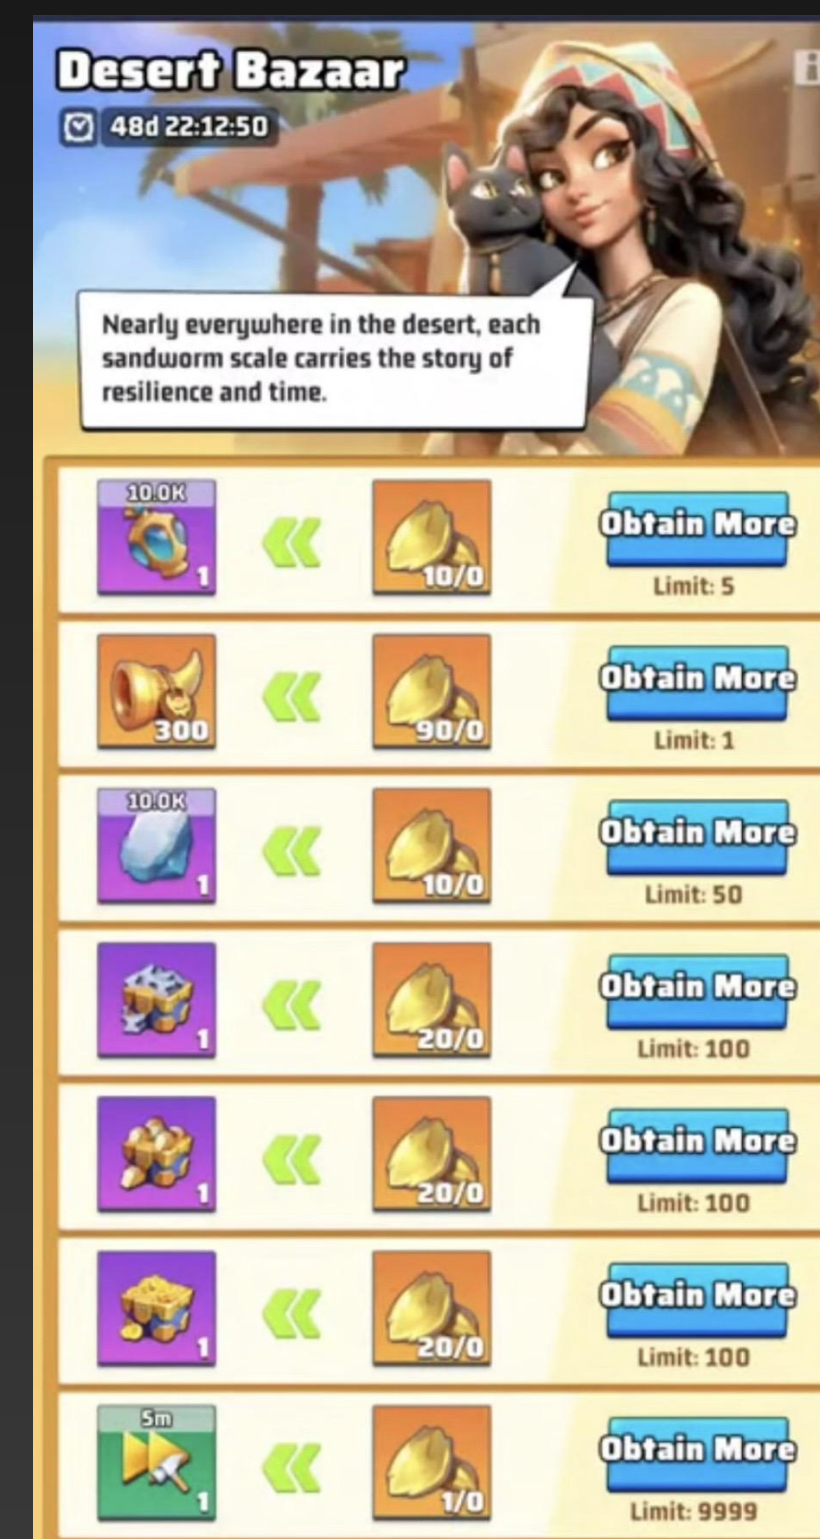 Desert Bazaar
48d 22:12:50
Nearly everywhere in the desert, each
sandworm scale carries the story of
resilience and time.
10.0K
1
10/0
Obtain More
Limit: 5
300
90/0
Obtain More
Limit: 1
10.0K
1
10/0
Obtain More
Limit: 50
1
20/0
Obtain More
Limit: 100
1
20/0
Obtain More
Limit: 100
1
20/0
Obtain More
Limit: 100
5m
1
1/0
Obtain More
Limit: 9999